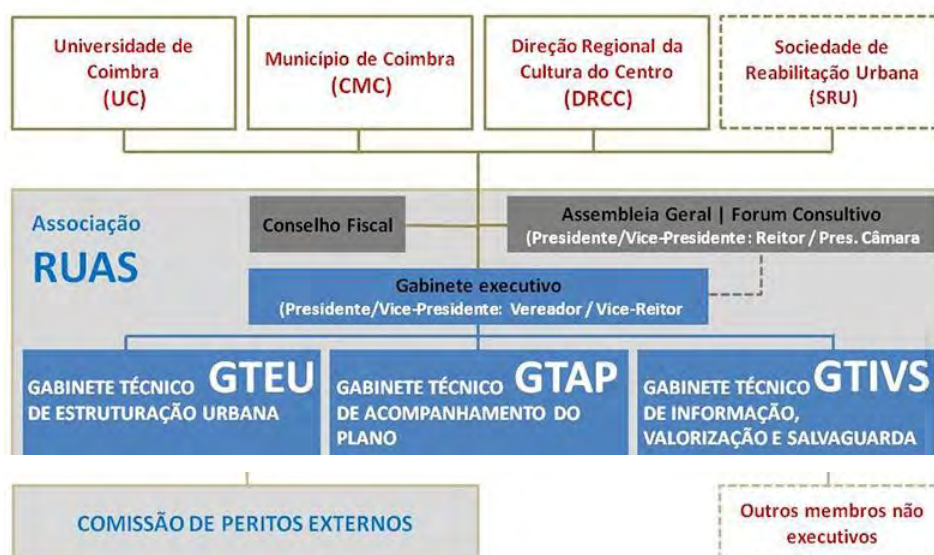 Universidade de
Coimbra
(UC)
Município de Coimbra
(CMC)
Direção Regional da
Cultura do Centro
(DRCC)
Sociedade de
Reabilitação Urbana
(SRU)
Associação
RUAS
Conselho Fiscal
Assembleia Geral | Forum Consultivo
(Presidente/Vice-Presidente: Reitor / Pres. Câmara
Gabinete executivo
(Presidente/Vice-Presidente: Vereador / Vice-Reitor
GABINETE TÉCNICO GTEU
DE ESTRUTURAÇÃO URBANA
GABINETE TÉCNICO GTAP
DE ACOMPANHAMENTO DO
PLANO
GABINETE TÉCNICO GTIVS
DE INFORMAÇÃO,
VALORIZAÇÃO E SALVAGUARDA
COMISSÃO DE PERITOS EXTERNOS
Outros membros não
executivos